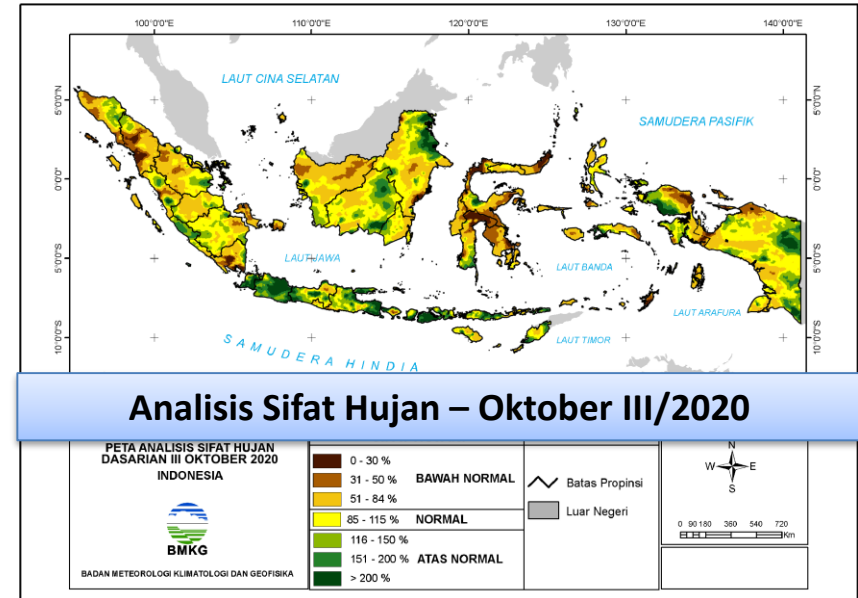 100°0'0"E 110°0'0"E 120°0'0"E 130°0'0"E 140°0'0"E
LAUT CINA SELATAN
5°0'0"N 5°0'0"N
SAMUDERA PASIFIK
0°0'0" 0°0'0"
LAUT JAWA
5°0'0"S 5°0'0"S
LAUT BANDA
LAUT ARAFURA
10°0'0"S 10°0'0"S
SAMUDERA HINDIA
LAUT TIMOR
Analisis Sifat Hujan – Oktober III/2020
PETA ANALISIS SIFAT HUJAN
DASARIAN III OKTOBER 2020
INDONESIA
BMKG
BADAN METEOROLOGI KLIMATOLOGI DAN GEOFISIKA
0 - 30 %
31 - 50 % BAWAH NORMAL
51 - 84 %
85 - 115 % NORMAL
116 - 150 %
151 - 200 % ATAS NORMAL
> 200 %
Batas Propinsi
Luar Negeri
N
W E
S
0 90 180 360 540 720
Km